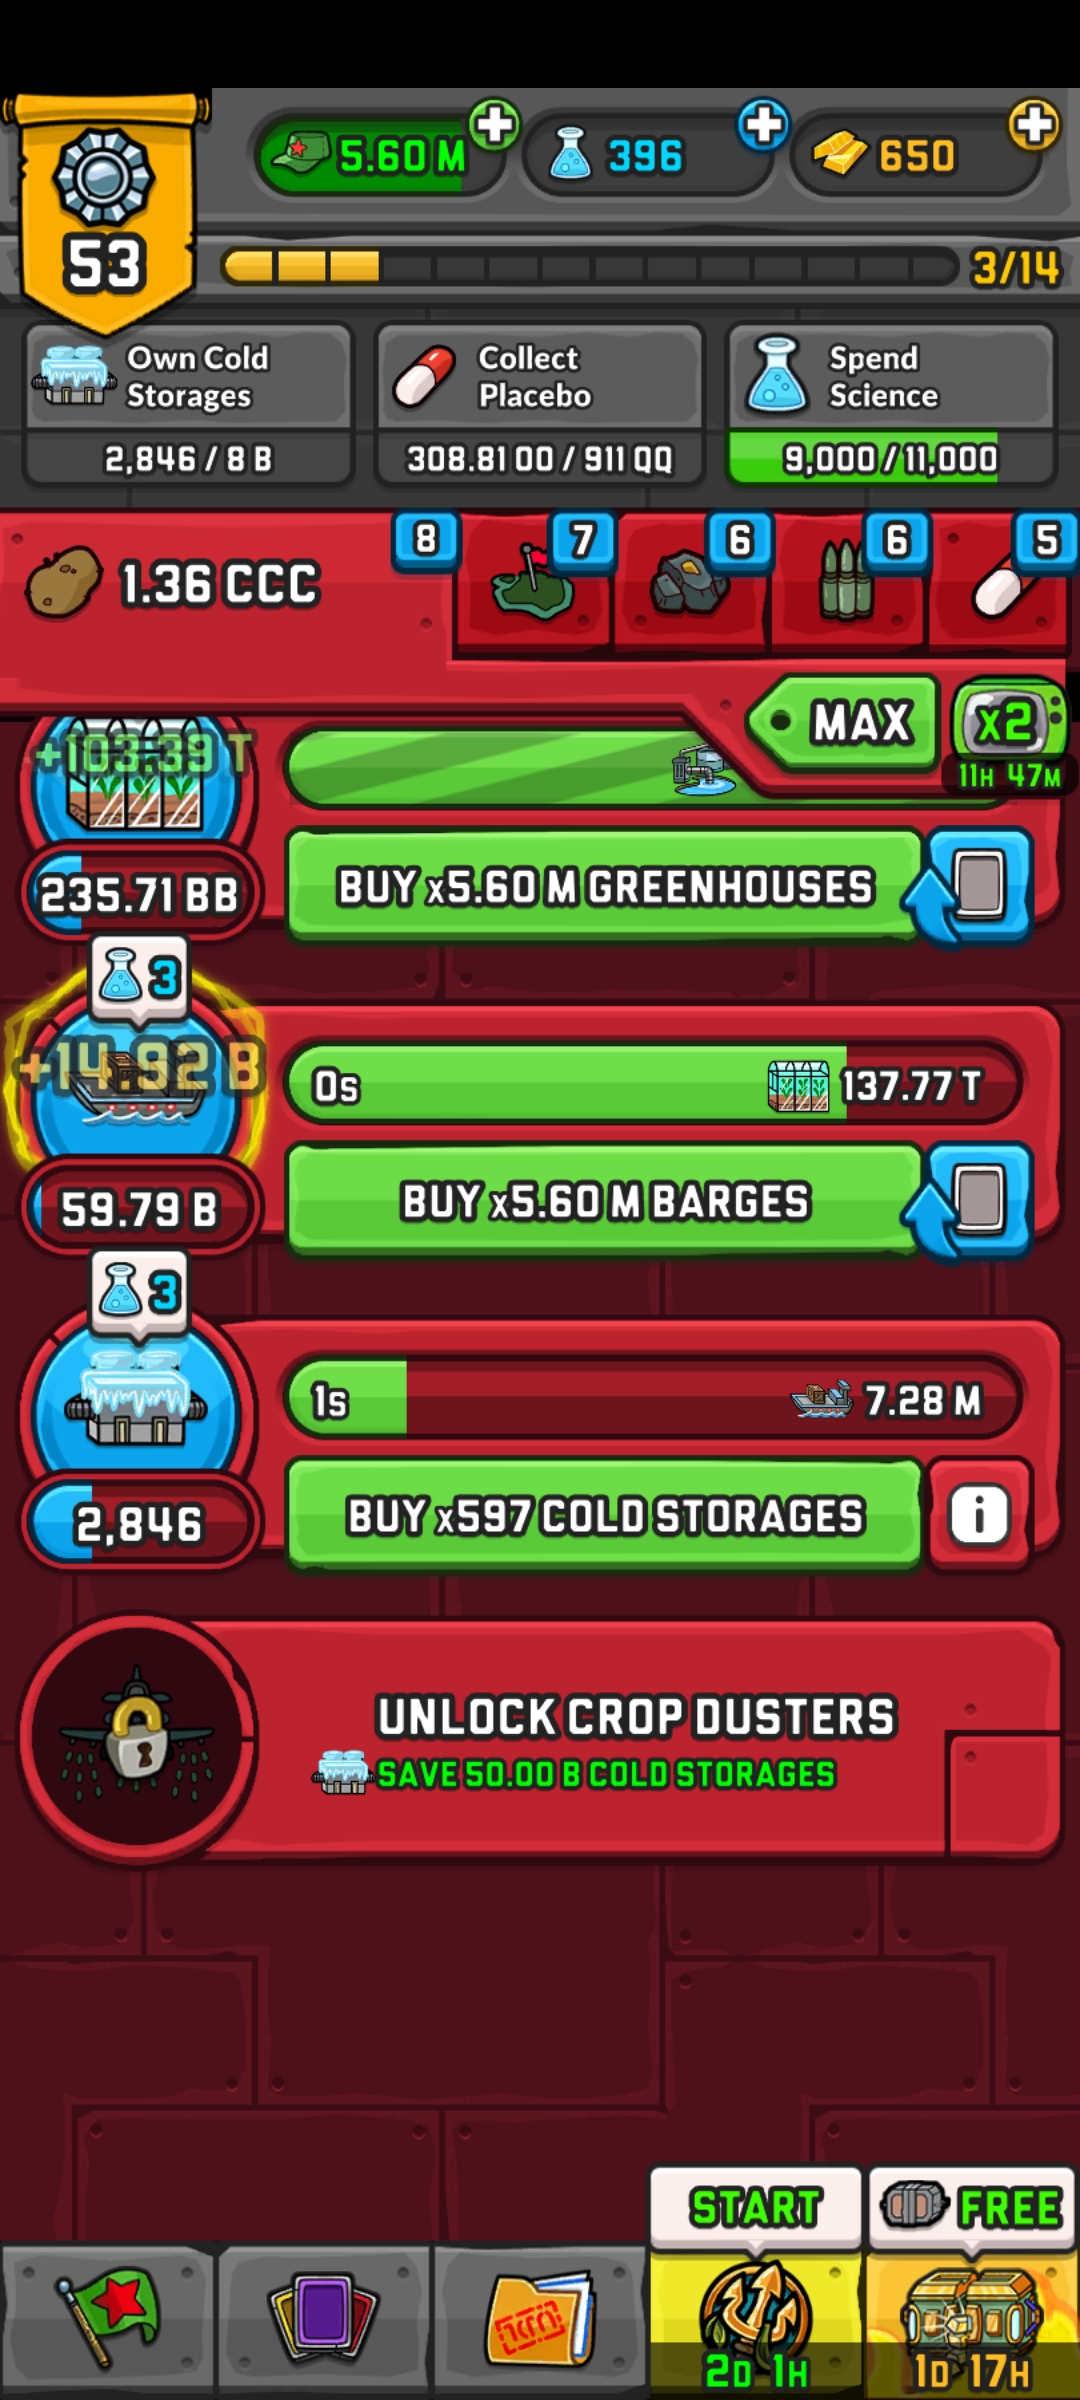 53
5.60 M
396
650
3/14
Own Cold
Storages
2,846 / 8 B
Collect
Placebo
308.81 OO / 911 QQ
Spend
Science
9,000 / 11,000
1.36 CCC
8
7
6
6
5
MAX
x2
11H 47M
+103.39 T
235.71 BB
BUY x5.60 M GREENHOUSES
3
+14.92 B
0s
137.77 T
59.79 B
BUY x5.60 M BARGES
3
1s
7.28 M
2,846
BUY x597 COLD STORAGES
i
UNLOCK CROP DUSTERS
SAVE 50.00 B COLD STORAGES
START
FREE
2D 1H
1D 17H